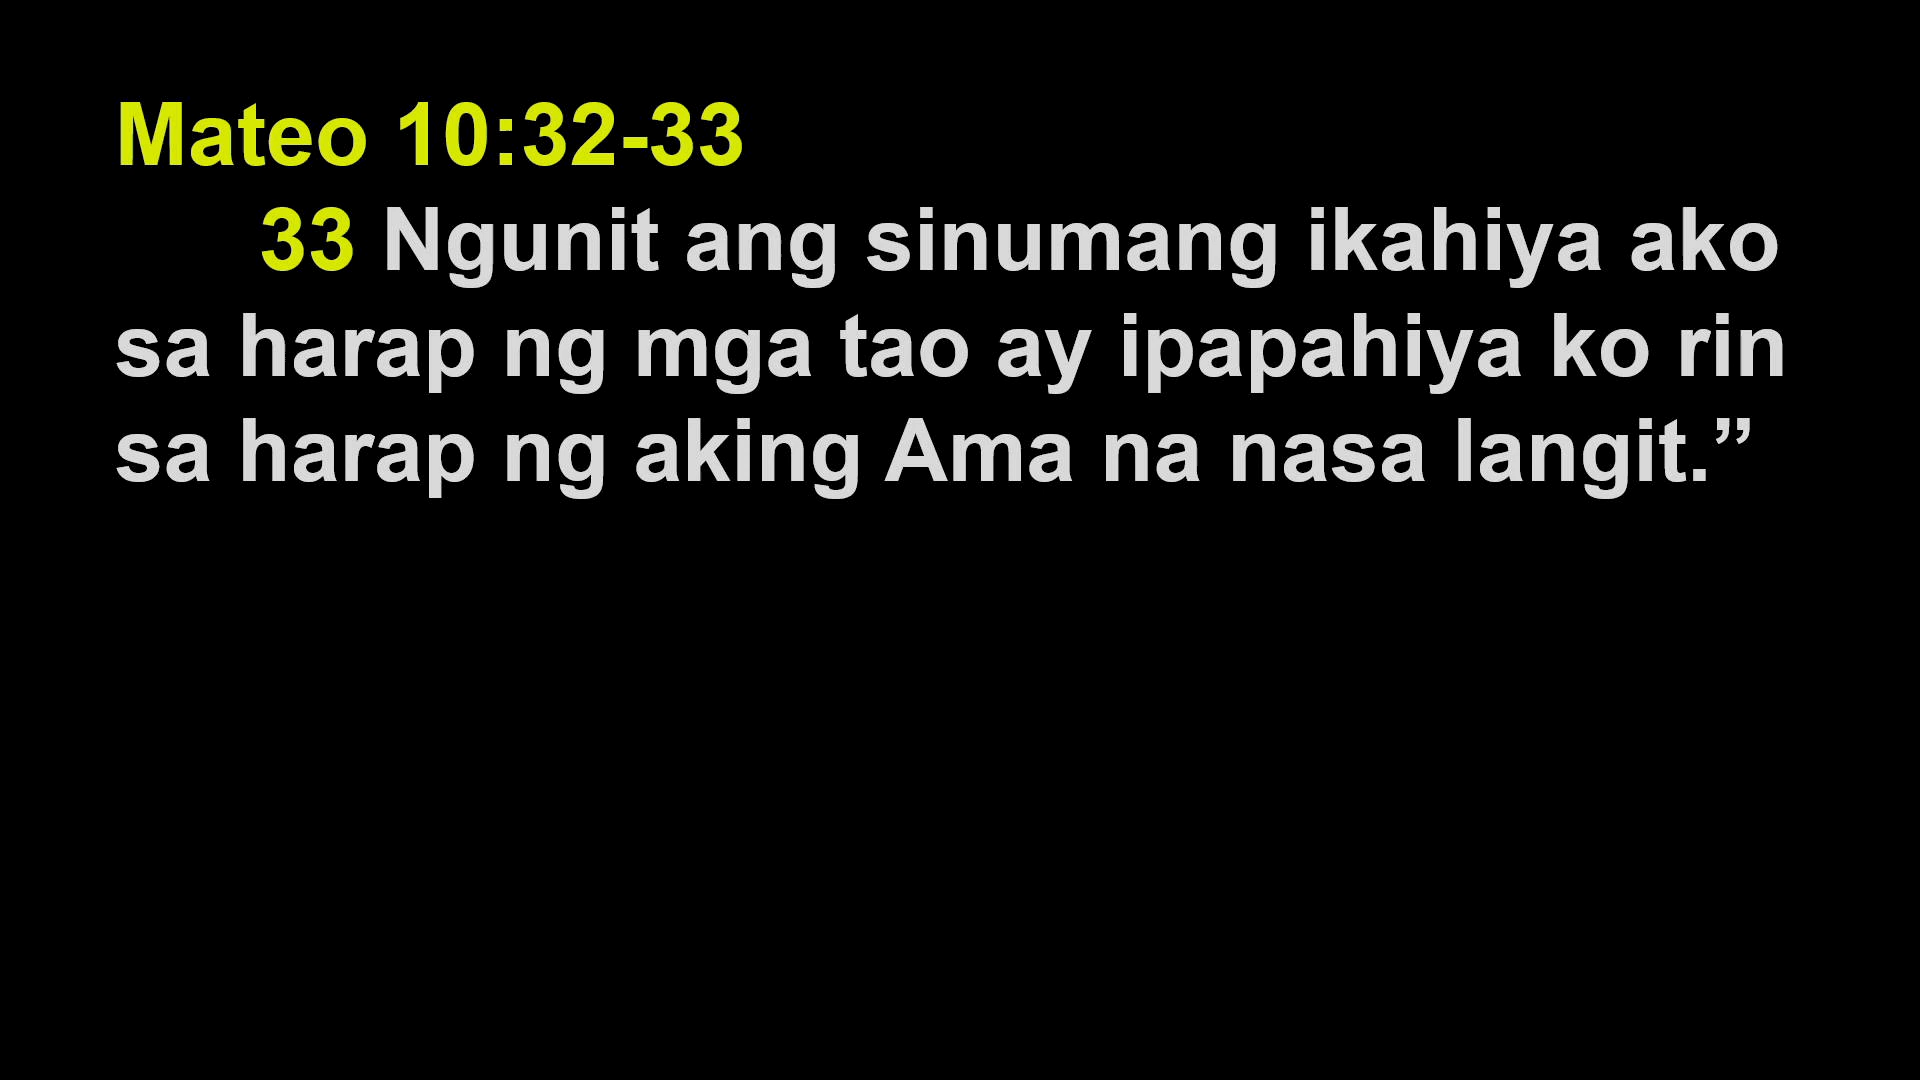 Mateo 10:32-33
33 Ngunit ang sinumang ikahiya ako
sa harap ng mga tao ay ipapahiya ko rin
sa harap ng aking Ama na nasa langit.”